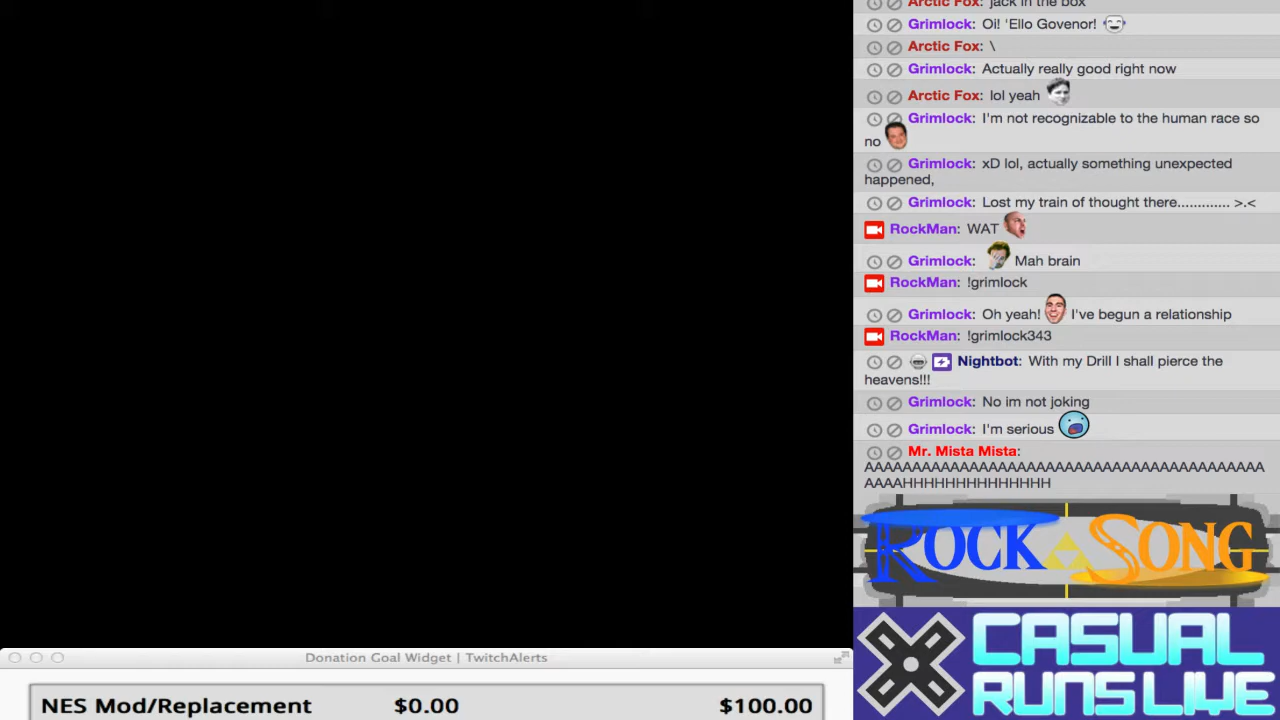 Arctic Fox: jack in the box
Grimlock: Oi! 'Ello Govenor!
Arctic Fox: \
Grimlock: Actually really good right now
Arctic Fox: lol yeah
Grimlock: I'm not recognizable to the human race so
no
Grimlock: xD lol, actually something unexpected
happened,
Grimlock: Lost my train of thought there............. >.<
RockMan: WAT
Grimlock: Mah brain
RockMan: !grimlock
Grimlock: Oh yeah! I've begun a relationship
RockMan: !grimlock343
Nightbot: With my Drill I shall pierce the
heavens!!!
Grimlock: No im not joking
Grimlock: I'm serious
Mr. Mista Mista:
AAAAAAAAAAAAAAAAAAAAAAAAAAAAAAAAAAAAAAAAAA
AAAAHHHHHHHHHHHHHH
ROCK SONG
CASUAL
RUNS LIVE
Donation Goal Widget | TwitchAlerts
NES Mod/Replacement $0.00 $100.00